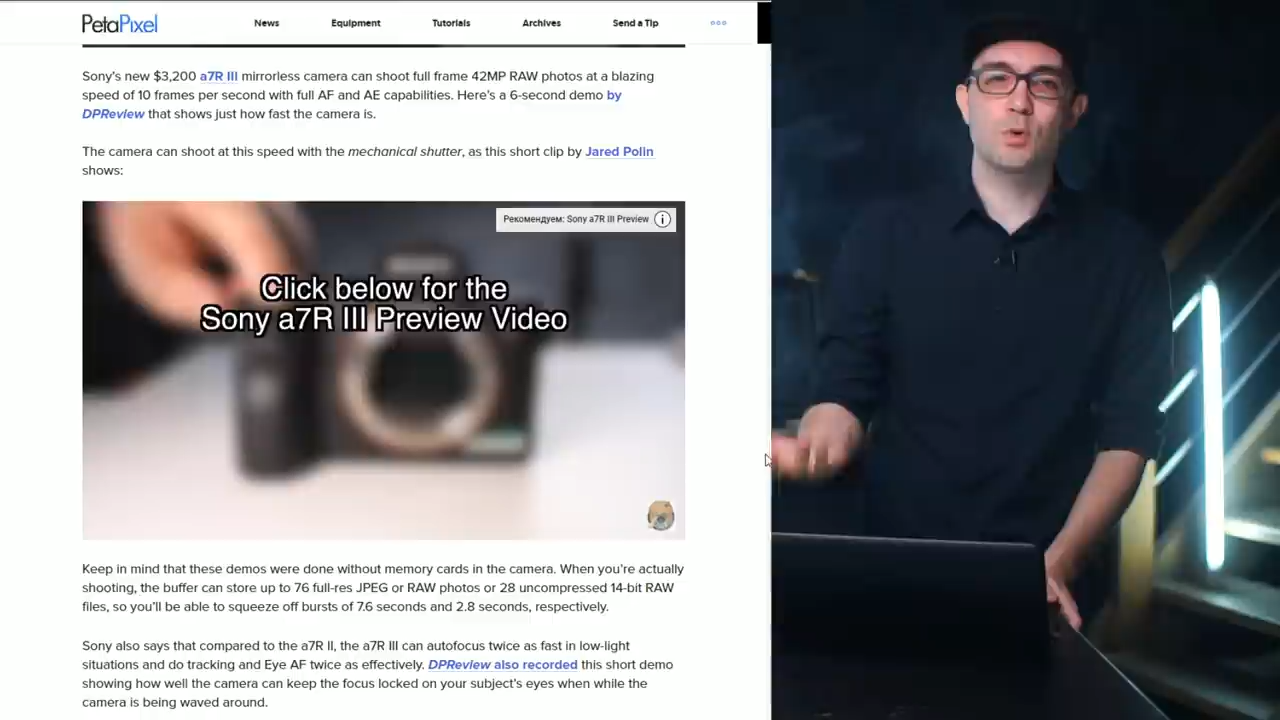 PetaPixel
News Equipment Tutorials Archives Send a Tip
Sony's new $3,200 a7R III mirrorless camera can shoot full frame 42MP RAW photos at a blazing
speed of 10 frames per second with full AF and AE capabilities. Here's a 6-second demo by
DPReview that shows just how fast the camera is.
The camera can shoot at this speed with the mechanical shutter, as this short clip by Jared Polin
shows:
Рекомендуем: Sony a7R III Preview
Click below for the
Sony a7R III Preview Video
Keep in mind that these demos were done without memory cards in the camera. When you're actually
shooting, the buffer can store up to 76 full-res JPEG or RAW photos or 28 uncompressed 14-bit RAW
files, so you'll be able to squeeze off bursts of 7.6 seconds and 2.8 seconds, respectively.
Sony also says that compared to the a7R II, the a7R III can autofocus twice as fast in low-light
situations and do tracking and Eye AF twice as effectively. DPReview also recorded this short demo
showing how well the camera can keep the focus locked on your subject's eyes when while the
camera is being waved around.